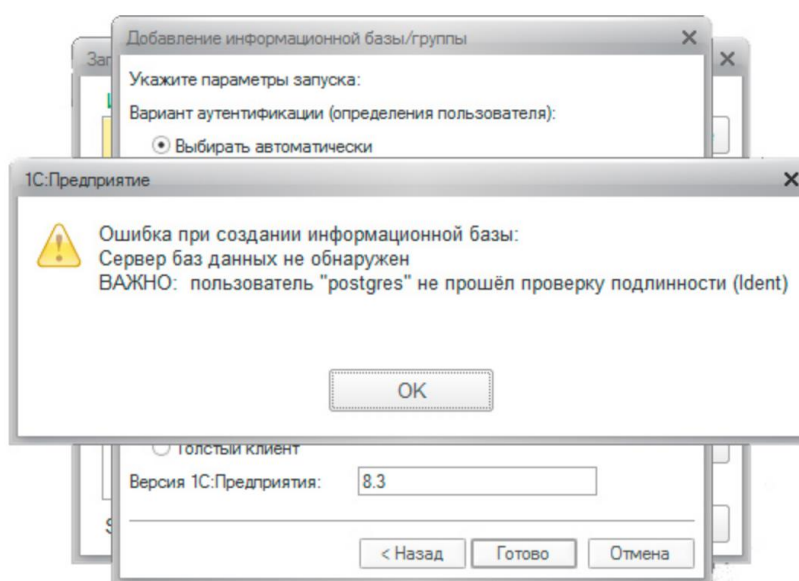 Добавление информационной базы/группы
Зап
Укажите параметры запуска:
Вариант аутентификации (определения пользователя):
Выбирать автоматически
1С:Предприятие
Ошибка при создании информационной базы:
Сервер баз данных не обнаружен
ВАЖНО: пользователь "postgres" не прошёл проверку подлинности (Ident)
OK
Толстый клиент
Версия 1С:Предприятия:
8.3
< Назад
Готово
Отмена